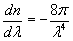 dn/dλ = -8π/λ⁴